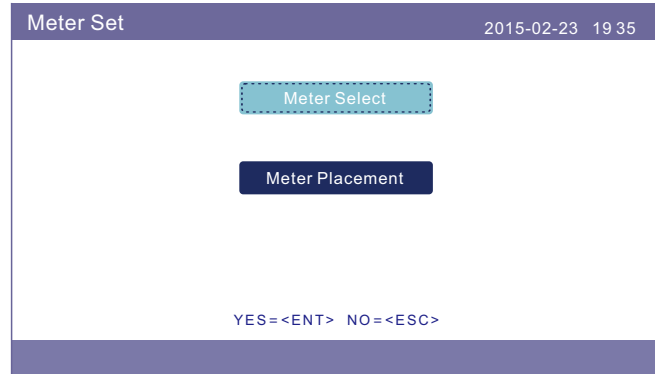 Meter Set
2015-02-23 19 35
Meter Select
Meter Placement
YES=<ENT> NO=<ESC>